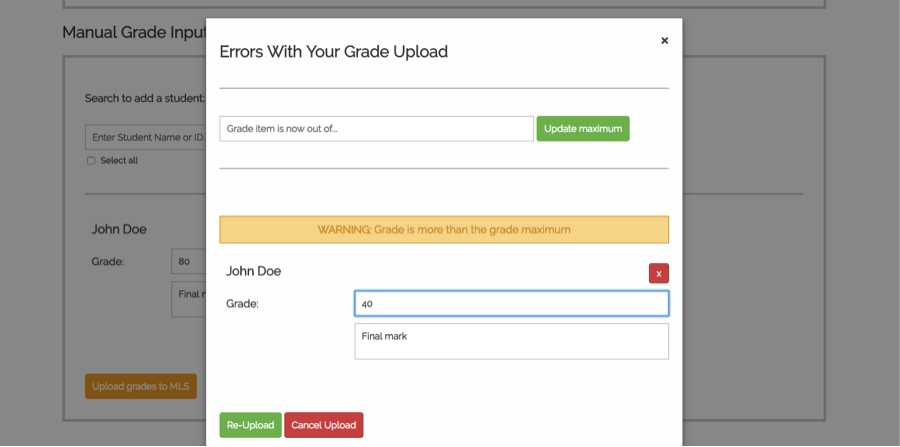 Manual Grade Input
Errors With Your Grade Upload
×
Search to add a student:
Grade item is now out of...
Update maximum
Enter Student Name or ID.
Select all
WARNING: Grade is more than the grade maximum
John Doe
Grade:
80
Final
John Doe
x
Grade:
40
Final mark
Upload grades to MLS
Re-Upload
Cancel Upload